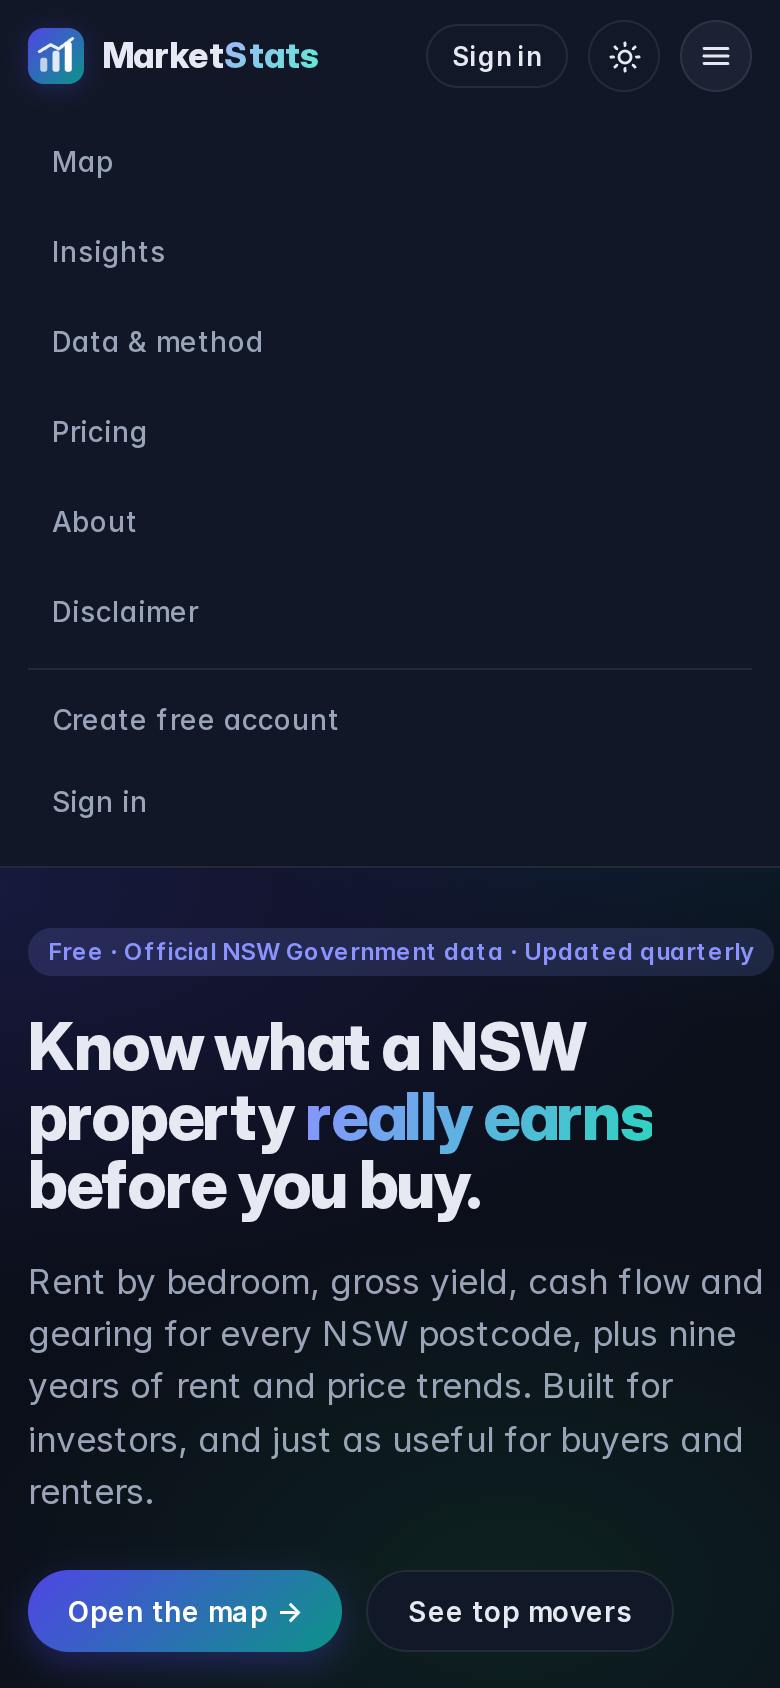 MarketStats
Sign in
Map
Insights
Data & method
Pricing
About
Disclaimer
Create free account
Sign in
Free · Official NSW Government data · Updated quarterly
Know what a NSW
property really earns
before you buy.
Rent by bedroom, gross yield, cash flow and
gearing for every NSW postcode, plus nine
years of rent and price trends. Built for
investors, and just as useful for buyers and
renters.
Open the map →
See top movers